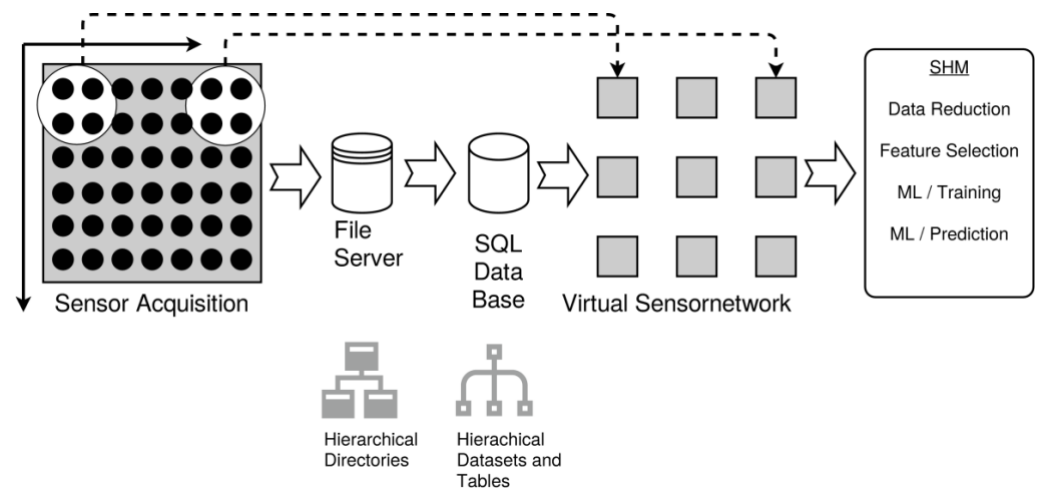 SHM
Data Reduction
Feature Selection
ML / Training
ML / Prediction
File
Server
SQL
Data
Base
Sensor Acquisition
Virtual Sensornetwork
Hierarchical
Directories
Hierachical
Datasets and
Tables